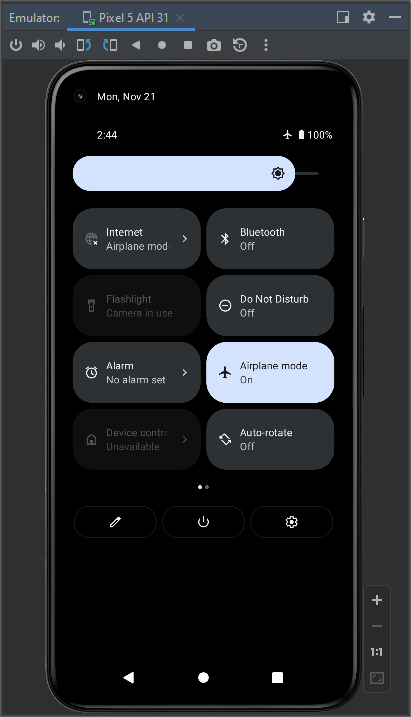 Emulator:
Pixel 5 API 31
Mon, Nov 21
2:44
100%
Internet
Airplane mod
Bluetooth
Off
Flashlight
Camera in use
Do Not Disturb
Off
Alarm
No alarm set
Airplane mode
On
Device contro
Unavailable
Auto-rotate
Off
1:1